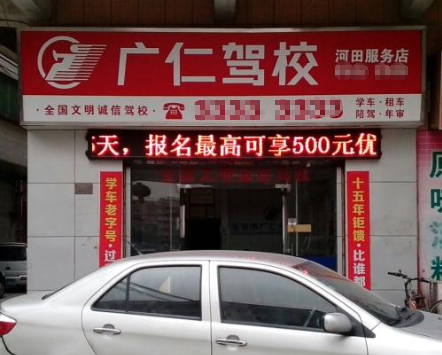 广仁驾校
河田服务店
·全国文明诚信驾校·
学车·租车
陪驾·年审
天，报名最高可享500元优
学车老字号·过
十五年钜馈·比谁都